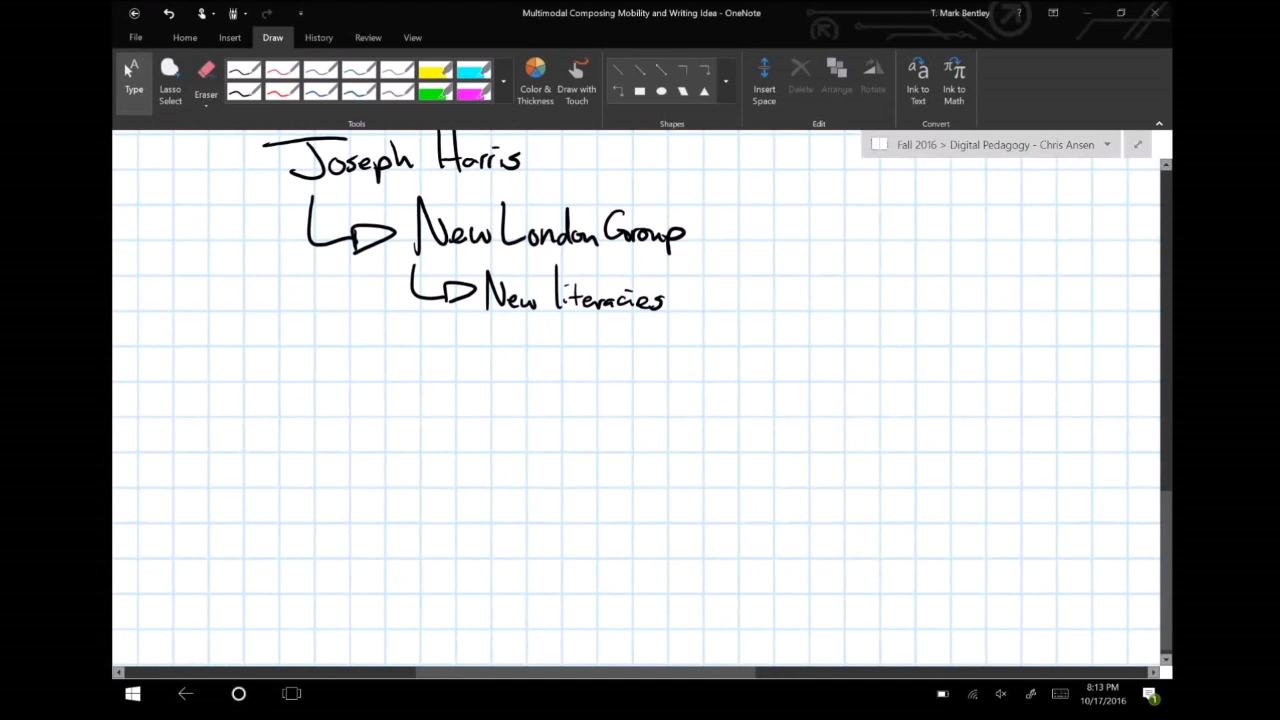 Multimodal Composing Mobility and Writing Idea - OneNote
T. Mark Bentley
?
File Home Insert Draw History Review View
Type
Lasso Select
Eraser
Color & Thickness
Draw with Touch
Insert Space
Delete
Arrange
Rotate
Ink to Text
Ink to Math
Tools
Shapes
Edit
Convert
Fall 2016 > Digital Pedagogy - Chris Ansen
Joseph Harris
New London Group
New literacies
8:13 PM
10/17/2016
1